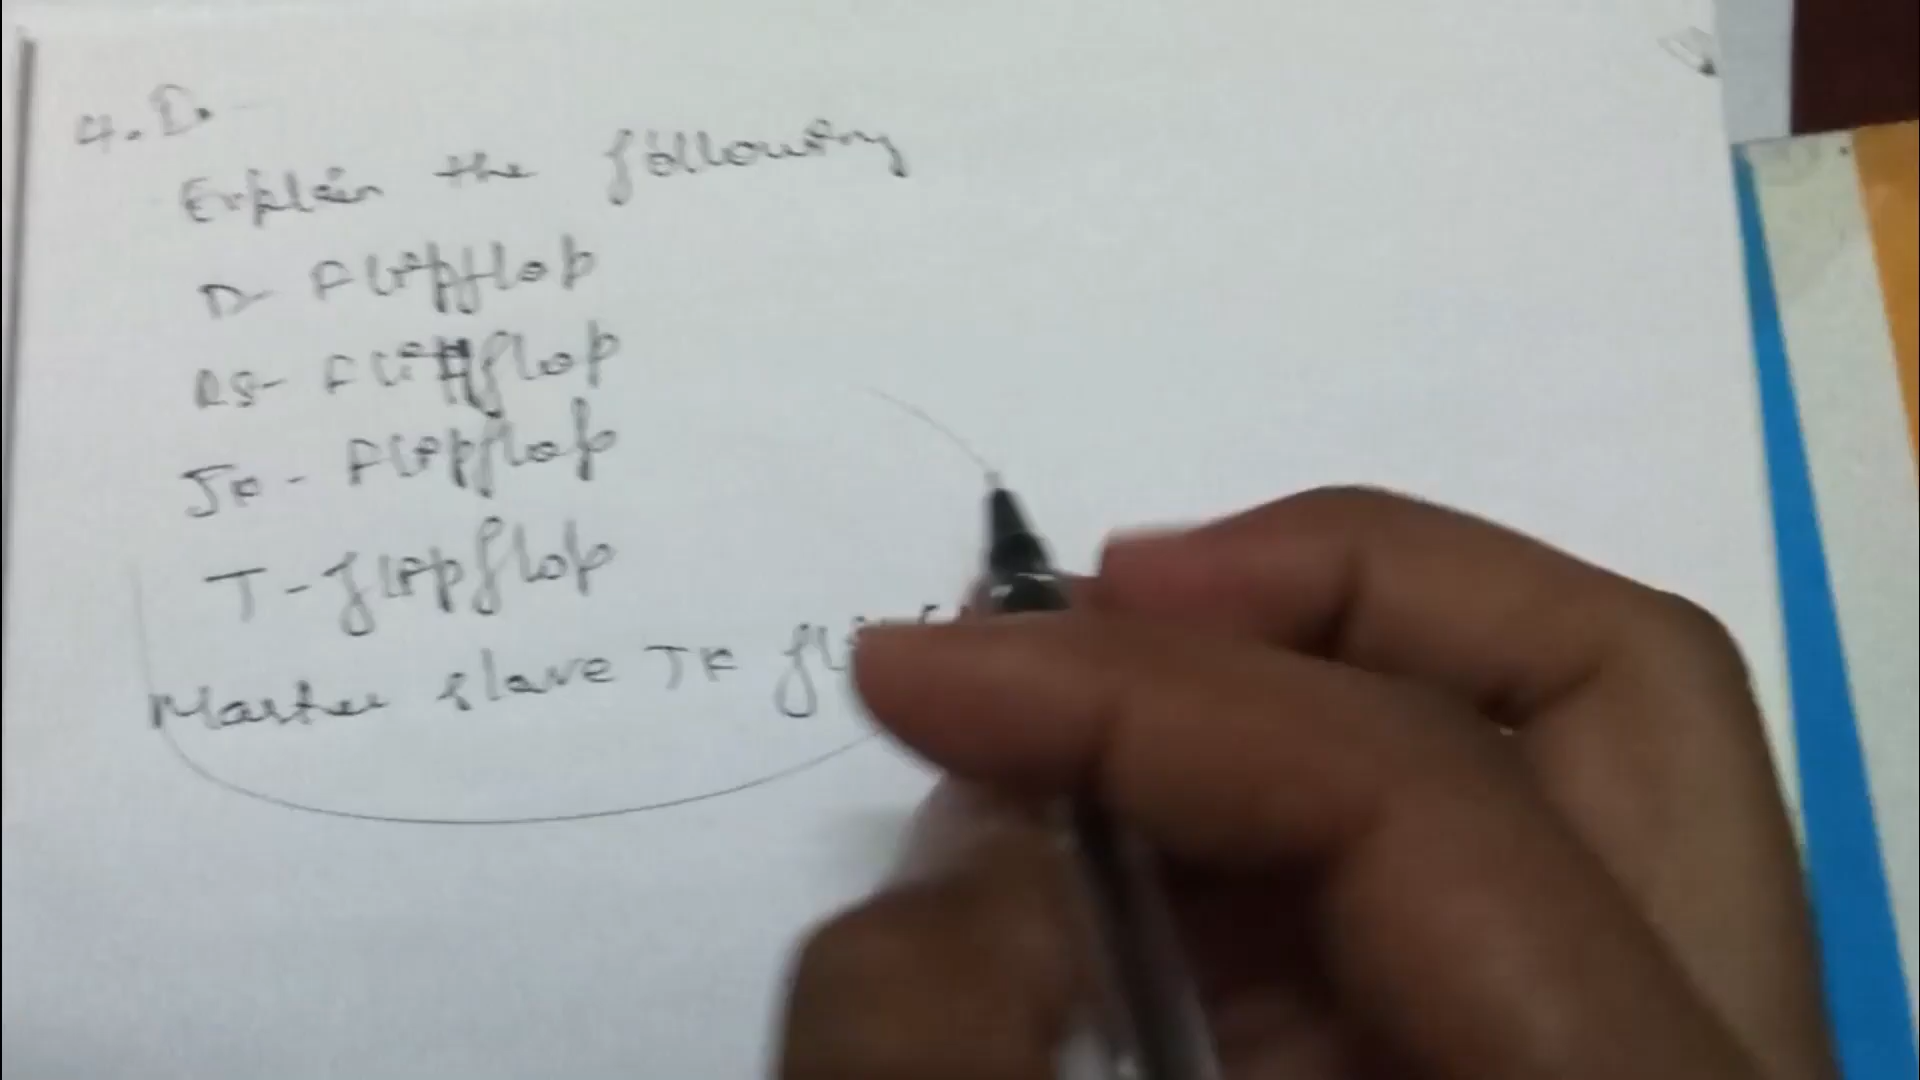 4.D.
Explain the following
D- Flipflop
RS- Flipflop
JK - Flipflop
T - flipflop
Master slave JK